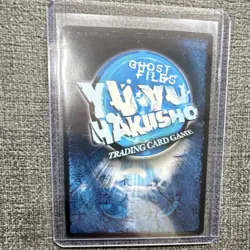 GHOST
FILES
YU YU
HAKUSHO
TRADING CARD GAME